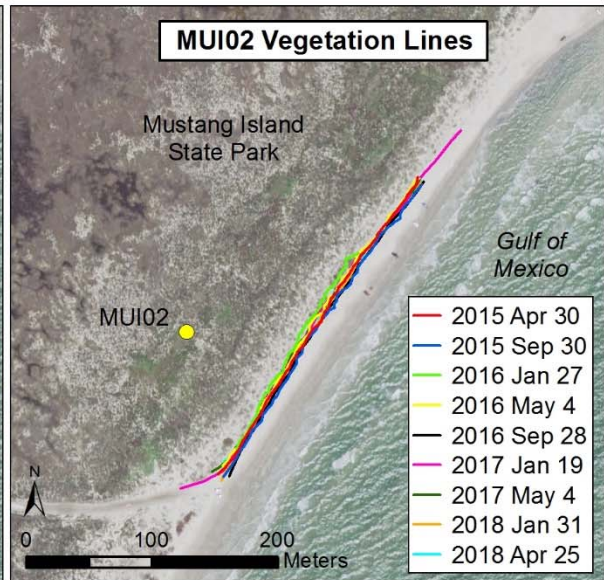 MUI02 Vegetation Lines
Mustang Island
State Park
Gulf of
Mexico
MUI02
2015 Apr 30
2015 Sep 30
2016 Jan 27
2016 May 4
2016 Sep 28
2017 Jan 19
2017 May 4
2018 Jan 31
2018 Apr 25
N
0 100 200
Meters